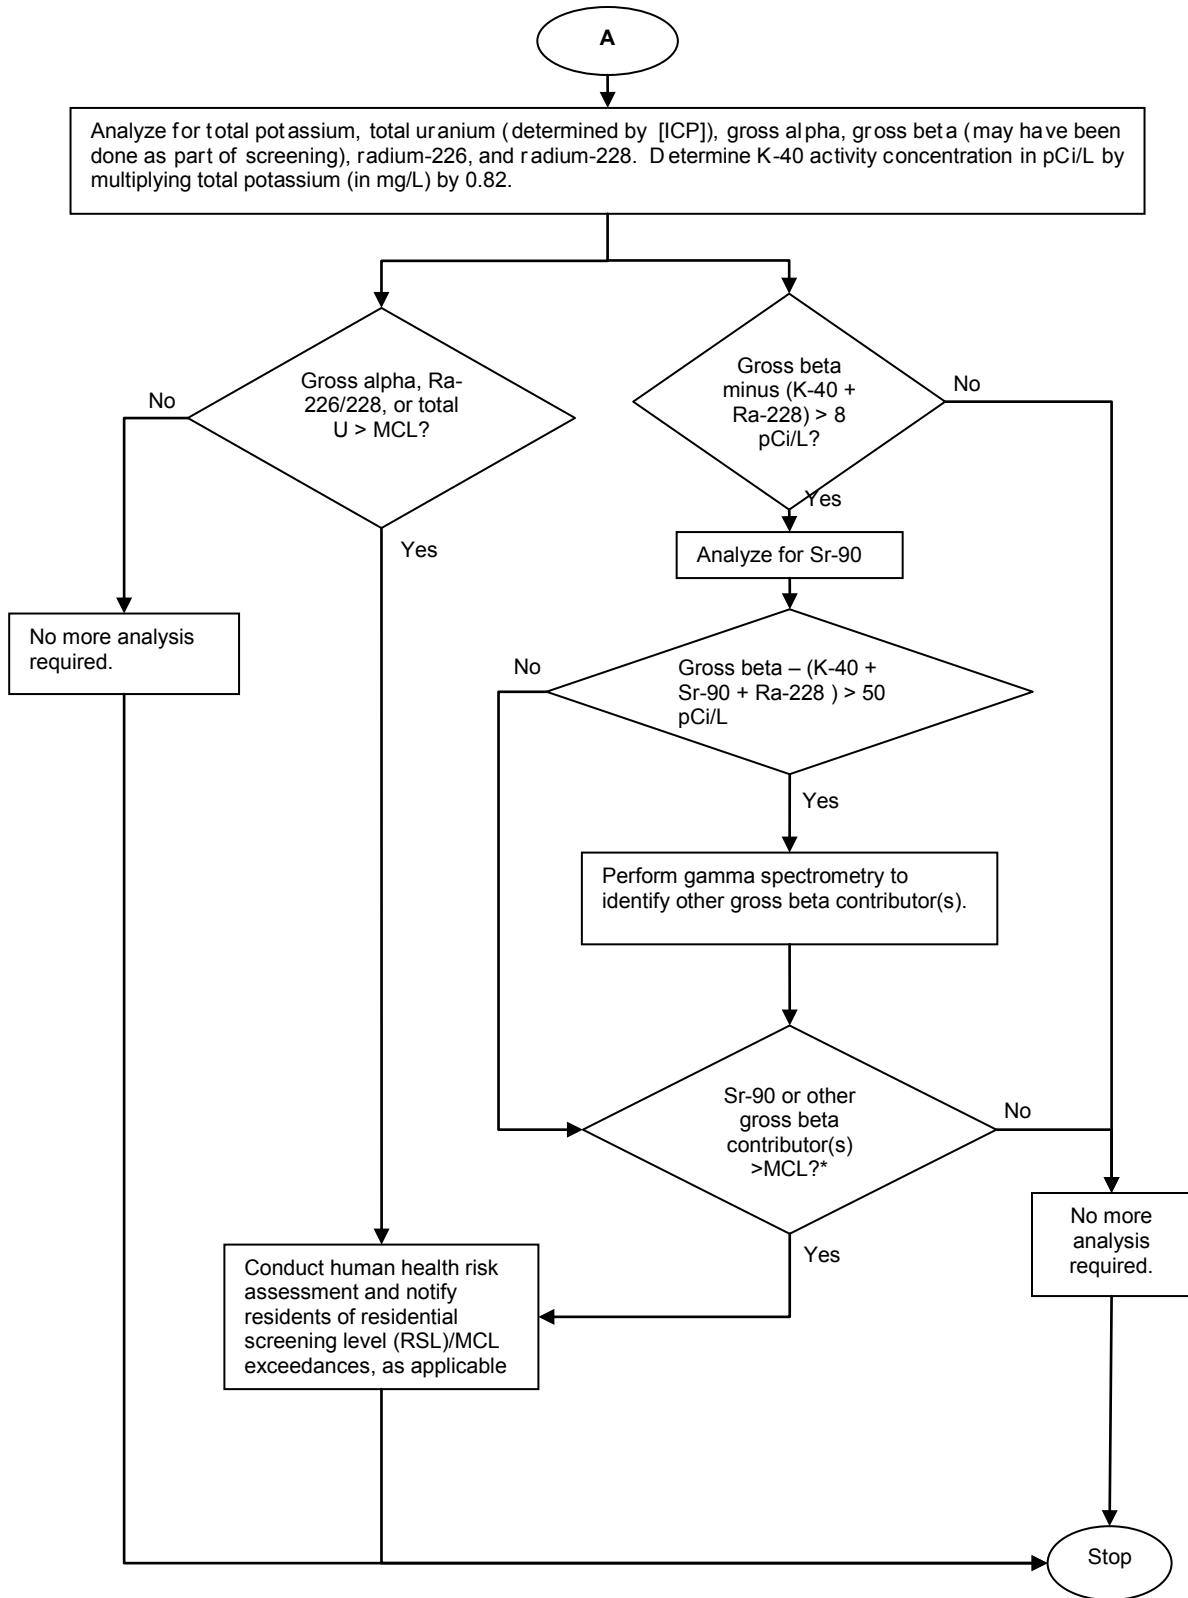 A
Analyze for total potassium, total uranium (determined by [ICP]), gross alpha, gross beta (may have been
done as part of screening), radium-226, and radium-228. Determine K-40 activity concentration in pCi/L by
multiplying total potassium (in mg/L) by 0.82.
Gross alpha, Ra-
226/228, or total
U > MCL?
No
Yes
Gross beta
minus (K-40 +
Ra-228) > 8
pCi/L?
No
Yes
Analyze for Sr-90
No more analysis
required.
Gross beta – (K-40 +
Sr-90 + Ra-228 ) > 50
pCi/L
No
Yes
Perform gamma spectrometry to
identify other gross beta contributor(s).
Sr-90 or other
gross beta
contributor(s)
>MCL?*
No
Yes
No more
analysis
required.
Conduct human health risk
assessment and notify
residents of residential
screening level (RSL)/MCL
exceedances, as applicable
Stop